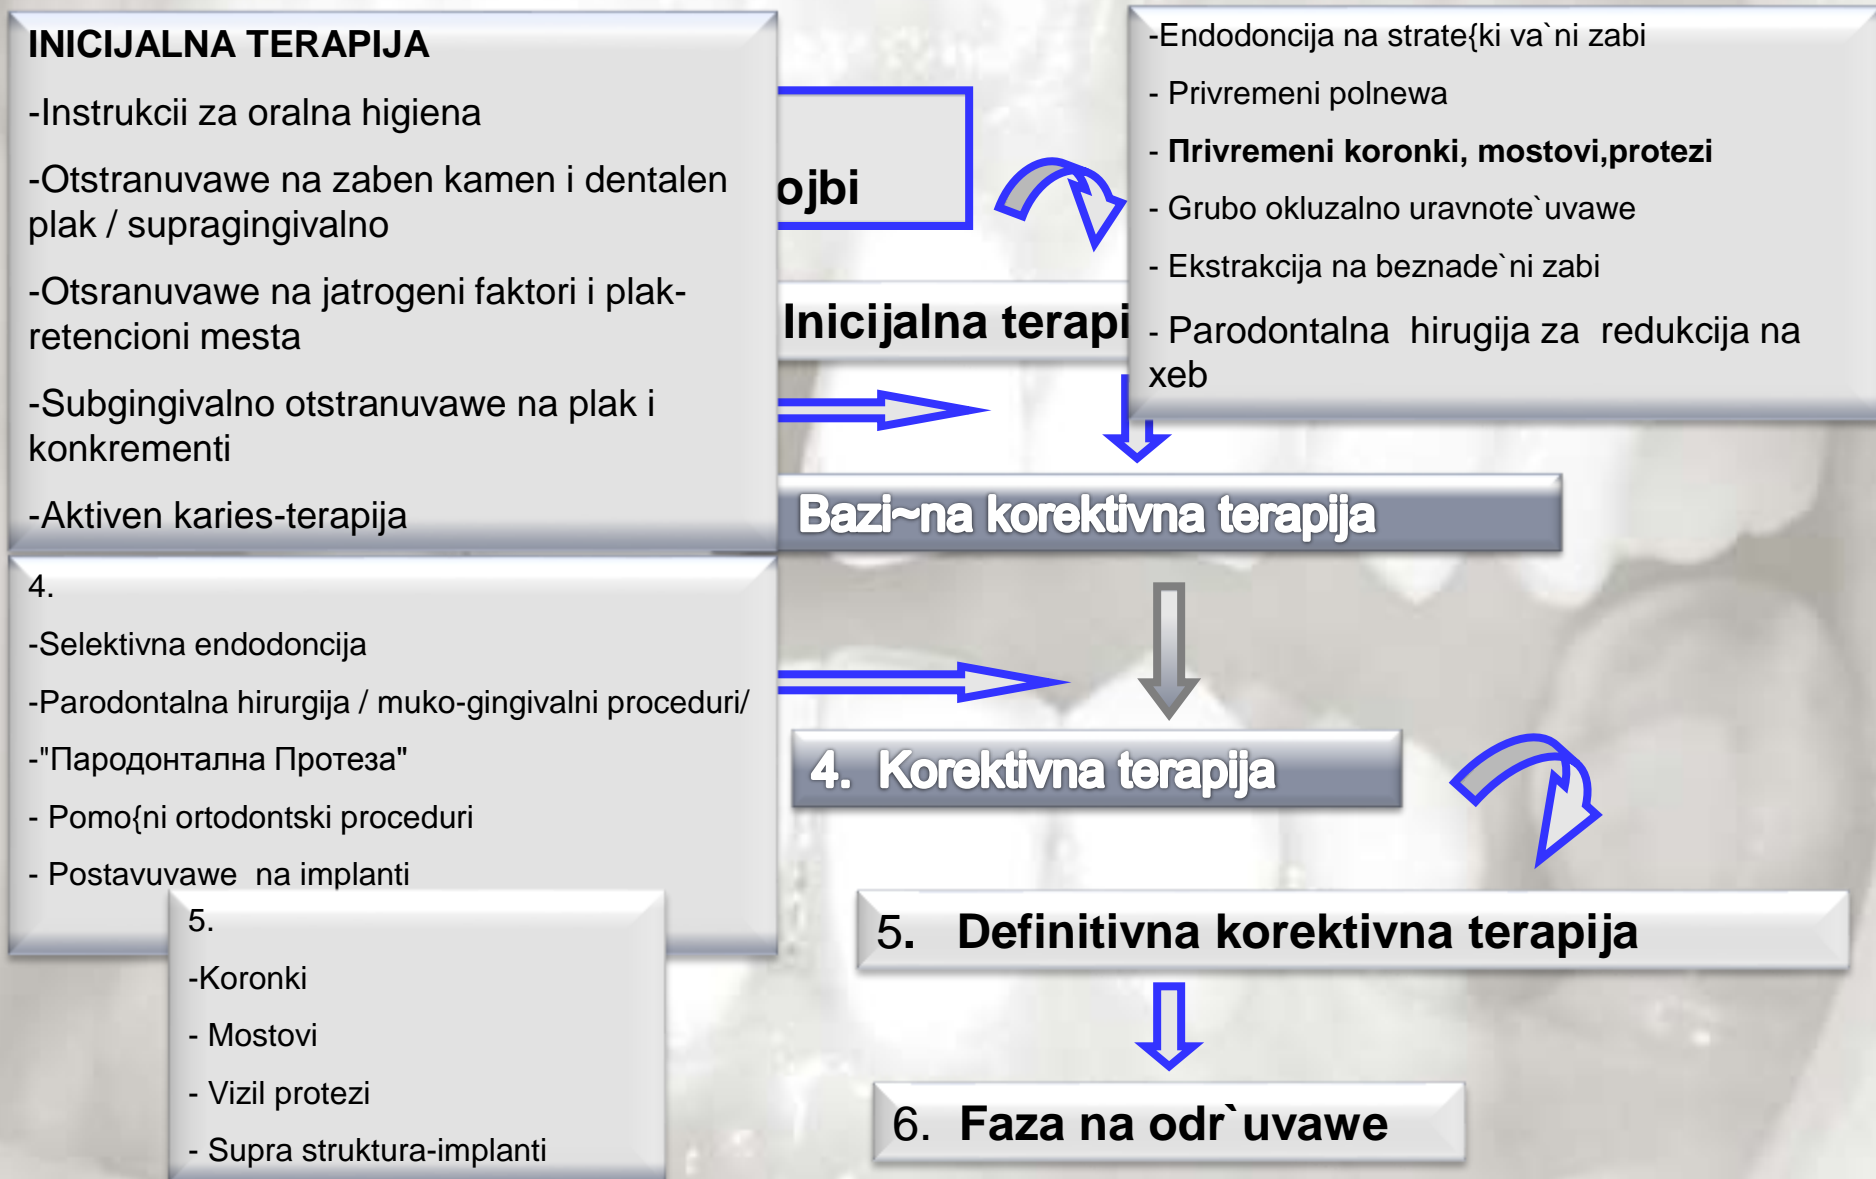 INICIJALNA TERAPIJA
-Instrukcii za oralna higiena
-Otstranuvawe na zaben kamen i dentalen
plak / supragingivalno
-Otsranuvawe na jatrogeni faktori i plak-
retencioni mesta
-Subgingivalno otstranuvawe na plak i
konkrementi
-Aktiven karies-terapija
ojbi
-Endodoncija na strate{ki va`ni zabi
- Privremeni polnewa
- Пrivremeni koronki, mostovi,protezi
- Grubo okluzalno uravnote`uvawe
- Ekstrakcija na beznade`ni zabi
- Parodontalna hirugija za redukcija na
xeb
Inicijalna terapi
Bazi~na korektivna terapija
4.
-Selektivna endodoncija
-Parodontalna hirurgija / muko-gingivalni proceduri/
-"Пародонтална Протеза"
- Pomo{ni ortodontski proceduri
- Postavuvawe na implanti
4. Korektivna terapija
5.
-Koronki
- Mostovi
- Vizil protezi
- Supra struktura-implanti
5. Definitivna korektivna terapija
6. Faza na odr`uvawe